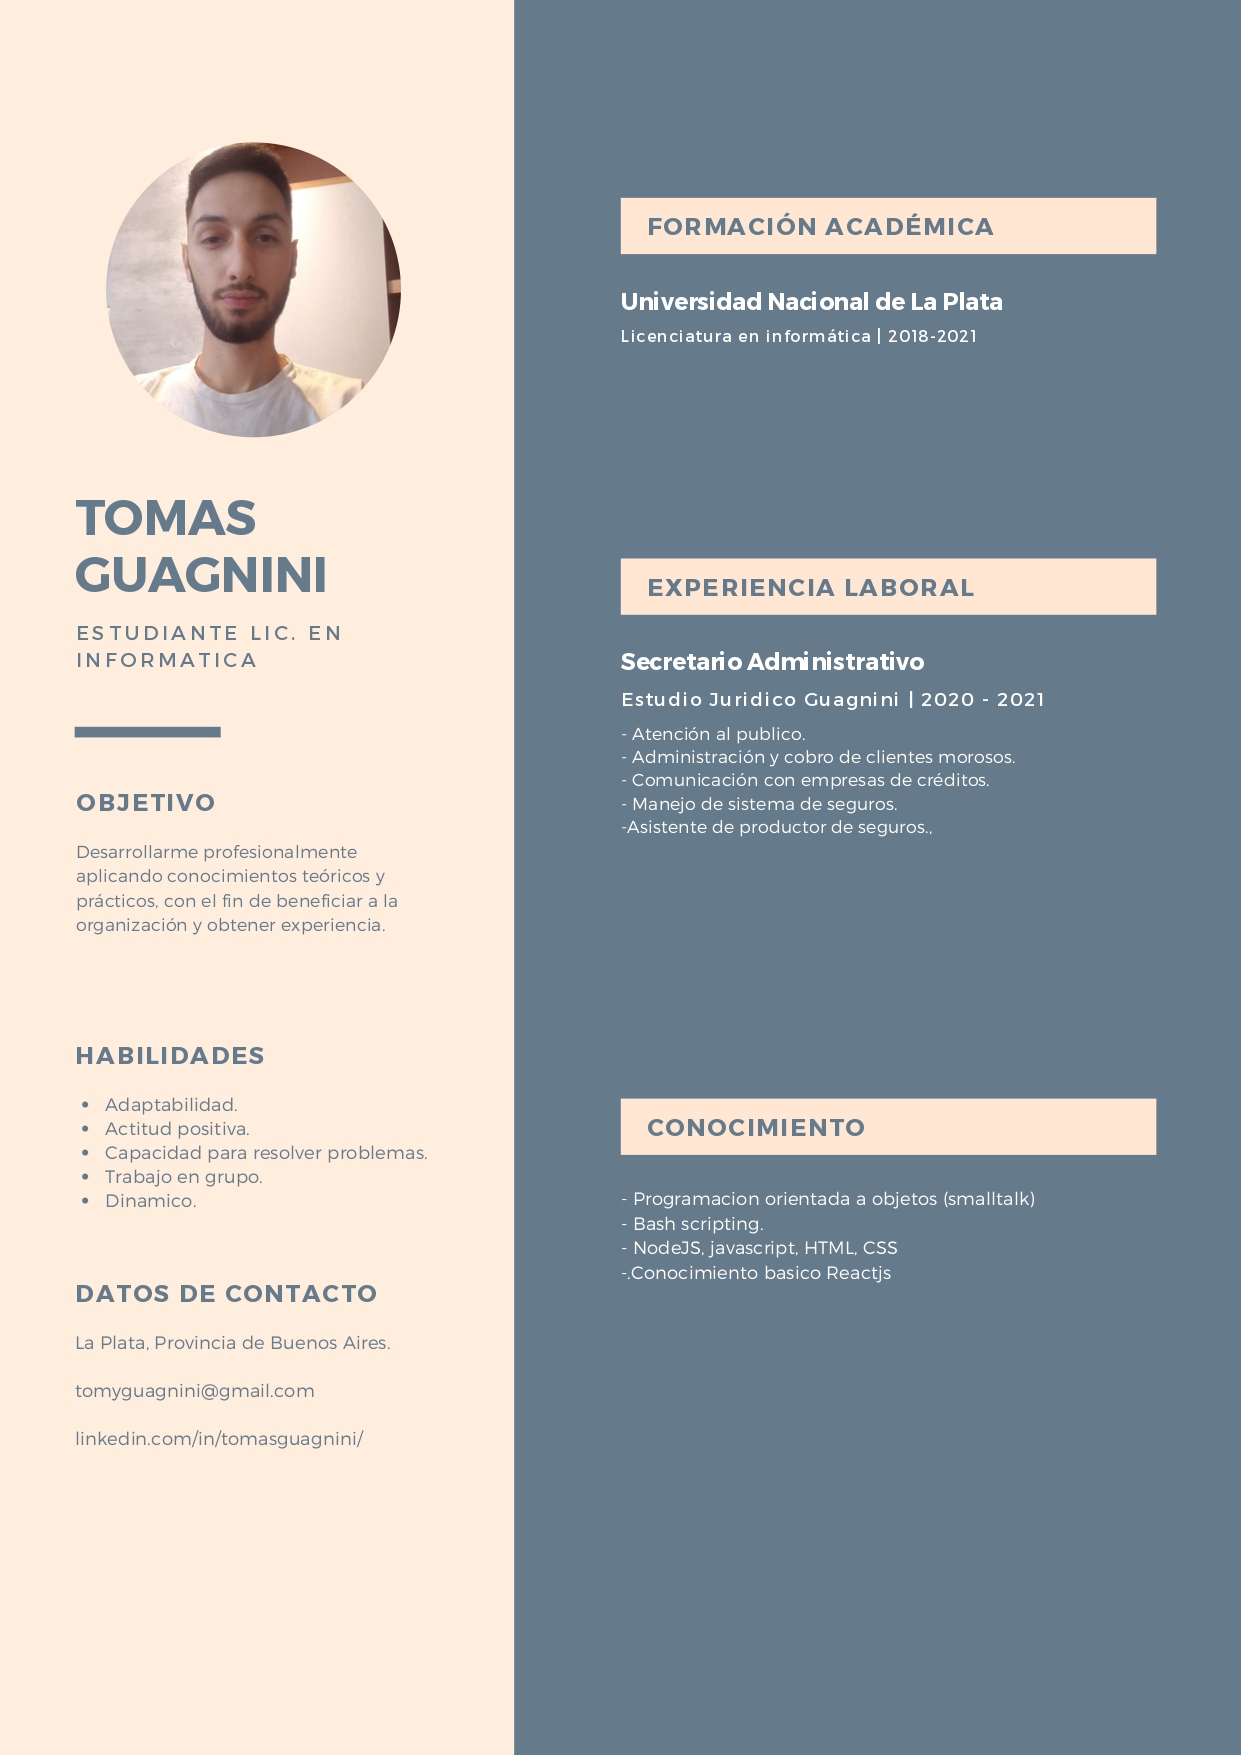 TOMAS
GUAGNINI
ESTUDIANTE LIC. EN
INFORMATICA
OBJETIVO
Desarrollarme profesionalmente
aplicando conocimientos teóricos y
prácticos, con el fin de beneficiar a la
organización y obtener experiencia.
HABILIDADES
• Adaptabilidad.
• Actitud positiva.
• Capacidad para resolver problemas.
• Trabajo en grupo.
• Dinamico.
DATOS DE CONTACTO
La Plata, Provincia de Buenos Aires.
tomyguagnini@gmail.com
linkedin.com/in/tomasguagnini/
FORMACIÓN ACADÉMICA
Universidad Nacional de La Plata
Licenciatura en informática | 2018-2021
EXPERIENCIA LABORAL
Secretario Administrativo
Estudio Juridico Guagnini | 2020 - 2021
- Atención al publico.
- Administración y cobro de clientes morosos.
- Comunicación con empresas de créditos.
- Manejo de sistema de seguros.
-Asistente de productor de seguros.,
CONOCIMIENTO
- Programacion orientada a objetos (smalltalk)
- Bash scripting.
- NodeJS, javascript, HTML, CSS
-.Conocimiento basico Reactjs